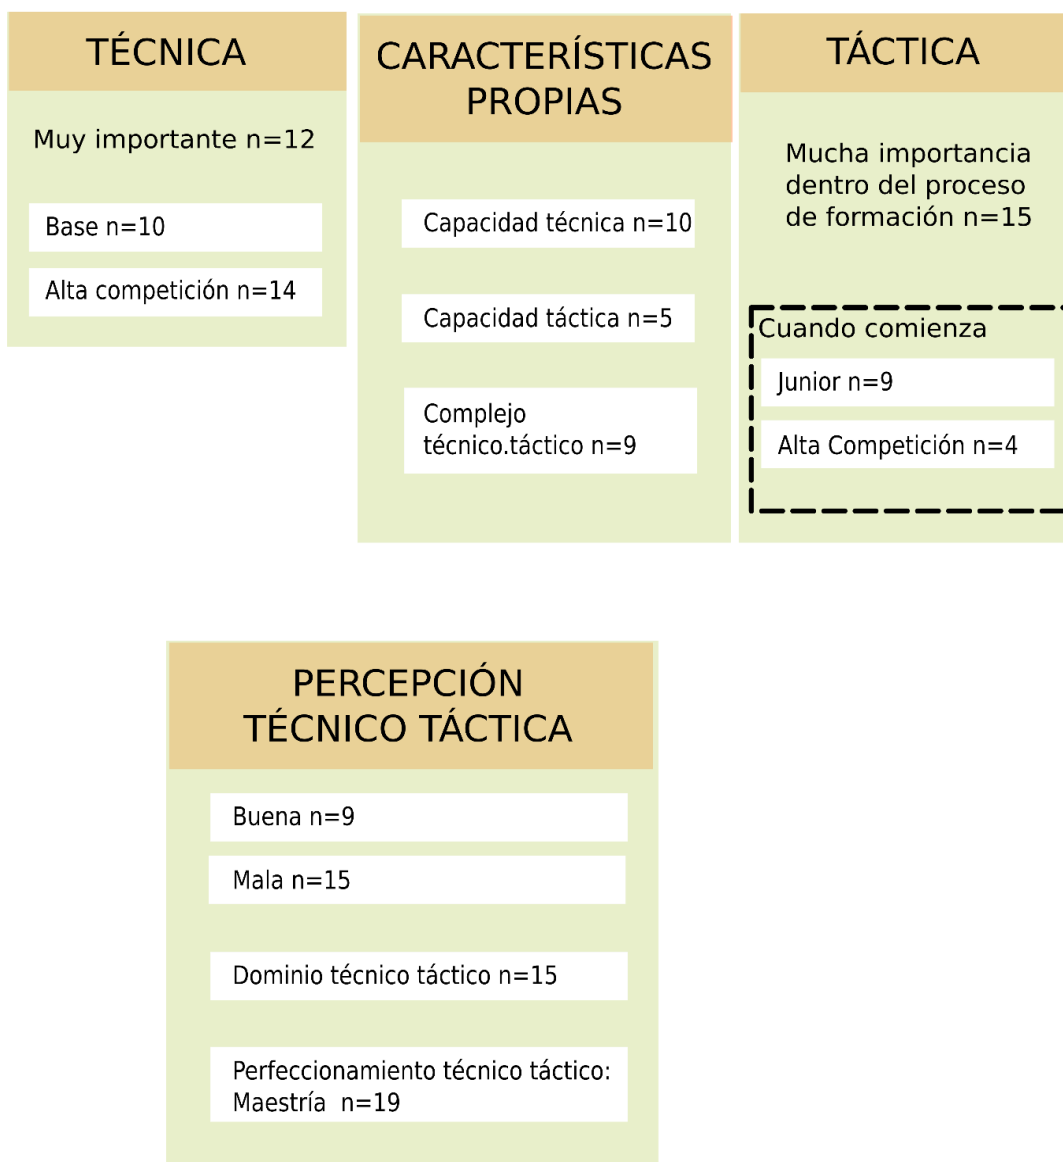 TÉCNICA
Muy importante n=12
Base n=10
Alta competición n=14
CARACTERÍSTICAS
PROPIAS
Capacidad técnica n=10
Capacidad táctica n=5
Complejo
técnico.táctico n=9
TÁCTICA
Mucha importancia
dentro del proceso
de formación n=15
Cuando comienza
Junior n=9
Alta Competición n=4
PERCEPCIÓN
TÉCNICO TÁCTICA
Buena n=9
Mala n=15
Dominio técnico táctico n=15
Perfeccionamiento técnico táctico:
Maestría n=19